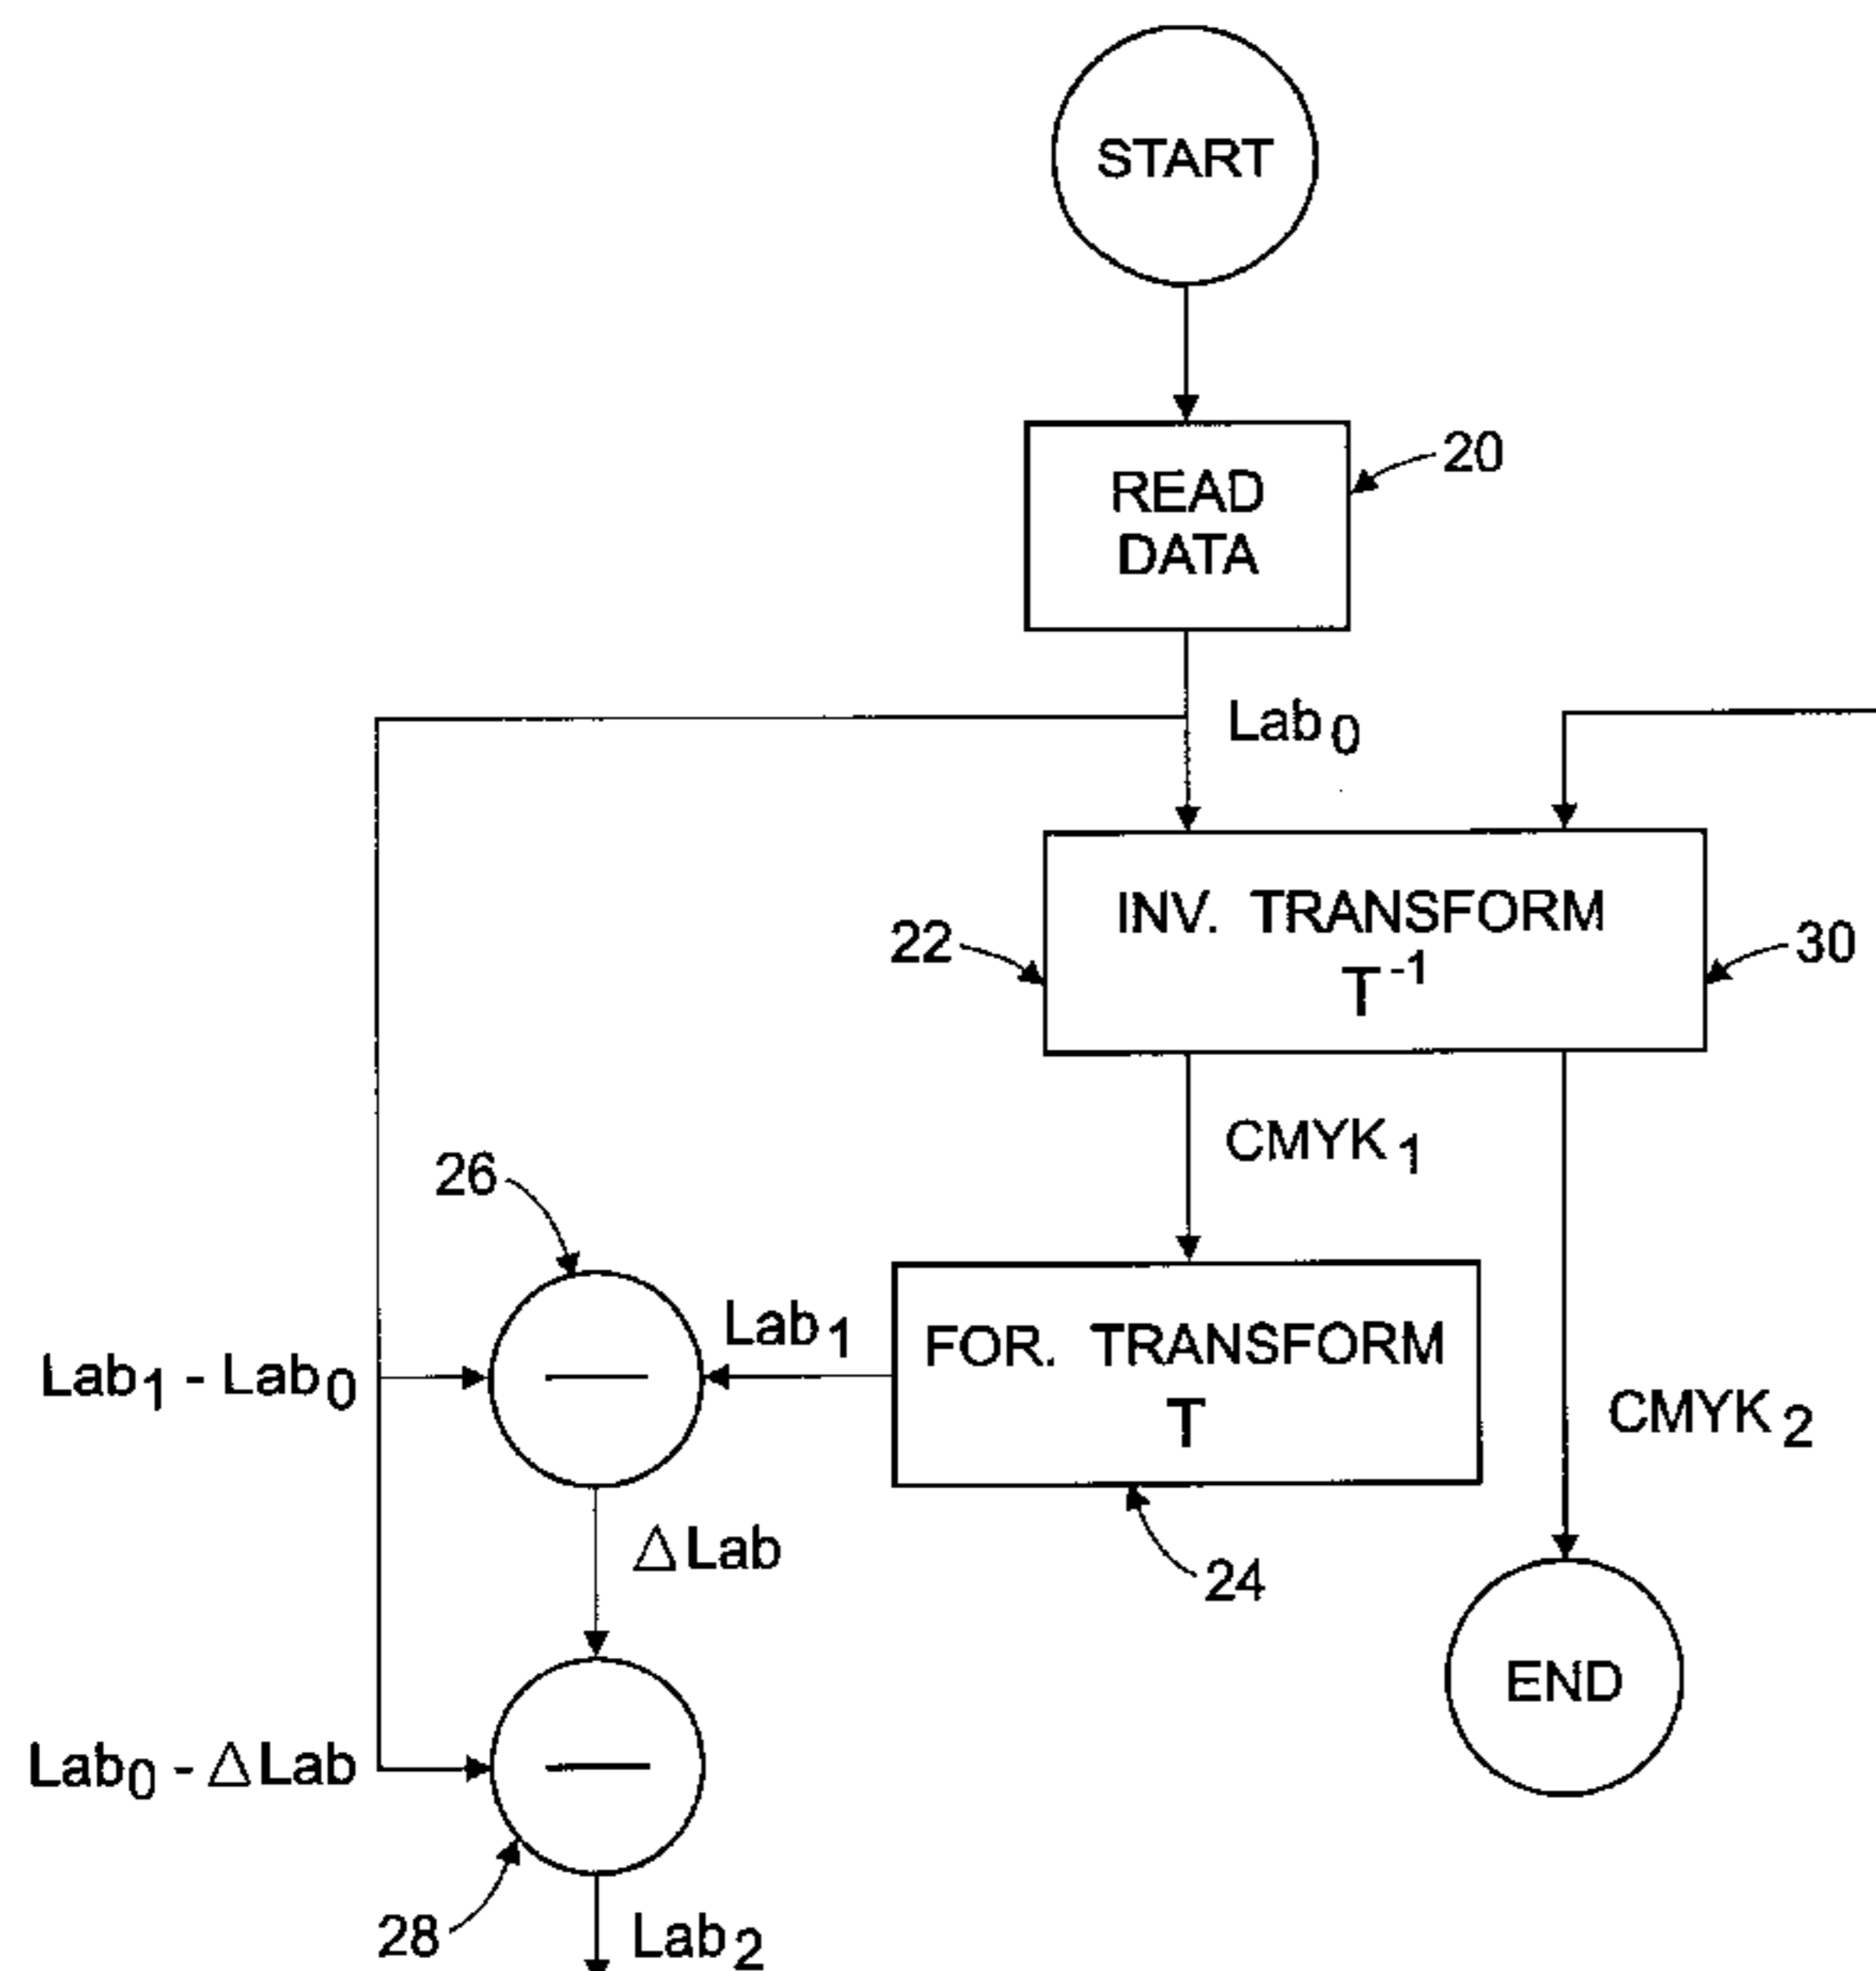 START
READ
DATA
20
Lab0
INV. TRANSFORM
T-1
22
30
CMYK1
26
Lab1
FOR. TRANSFORM
T
Lab1 - Lab0
CMYK2
ΔLab
24
END
Lab0 - ΔLab
28
Lab2